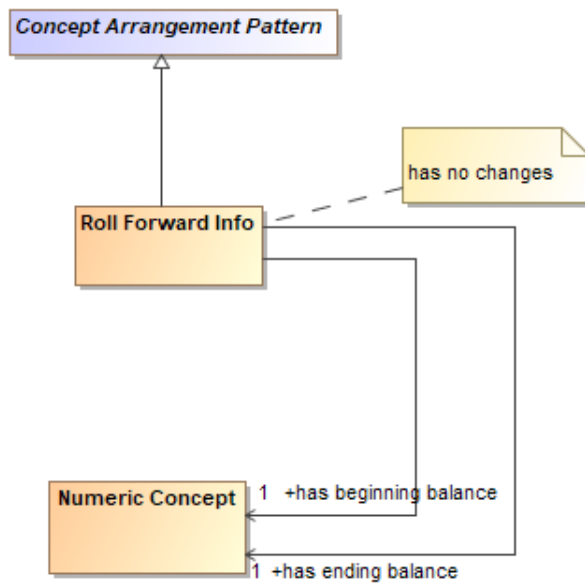 Concept Arrangement Pattern
has no changes
Roll Forward Info
Numeric Concept
1 +has beginning balance
1 +has ending balance